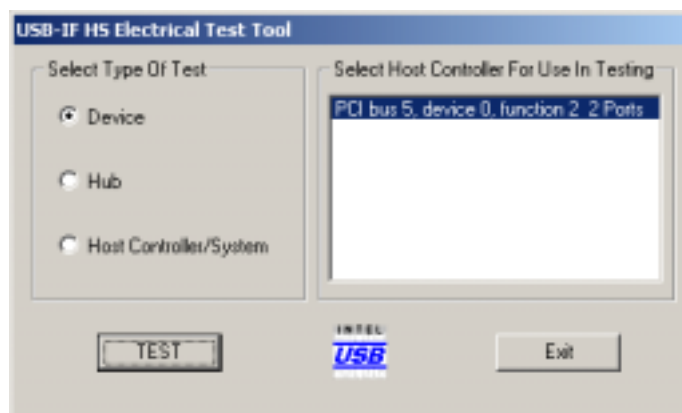 USB-IF HS Electrical Test Tool
Select Type Of Test
Device
Hub
Host Controller/System
Select Host Controller For Use In Testing
PCI bus 5, device 0, function 2 2 Ports
TEST
INTEL
USB
Exit